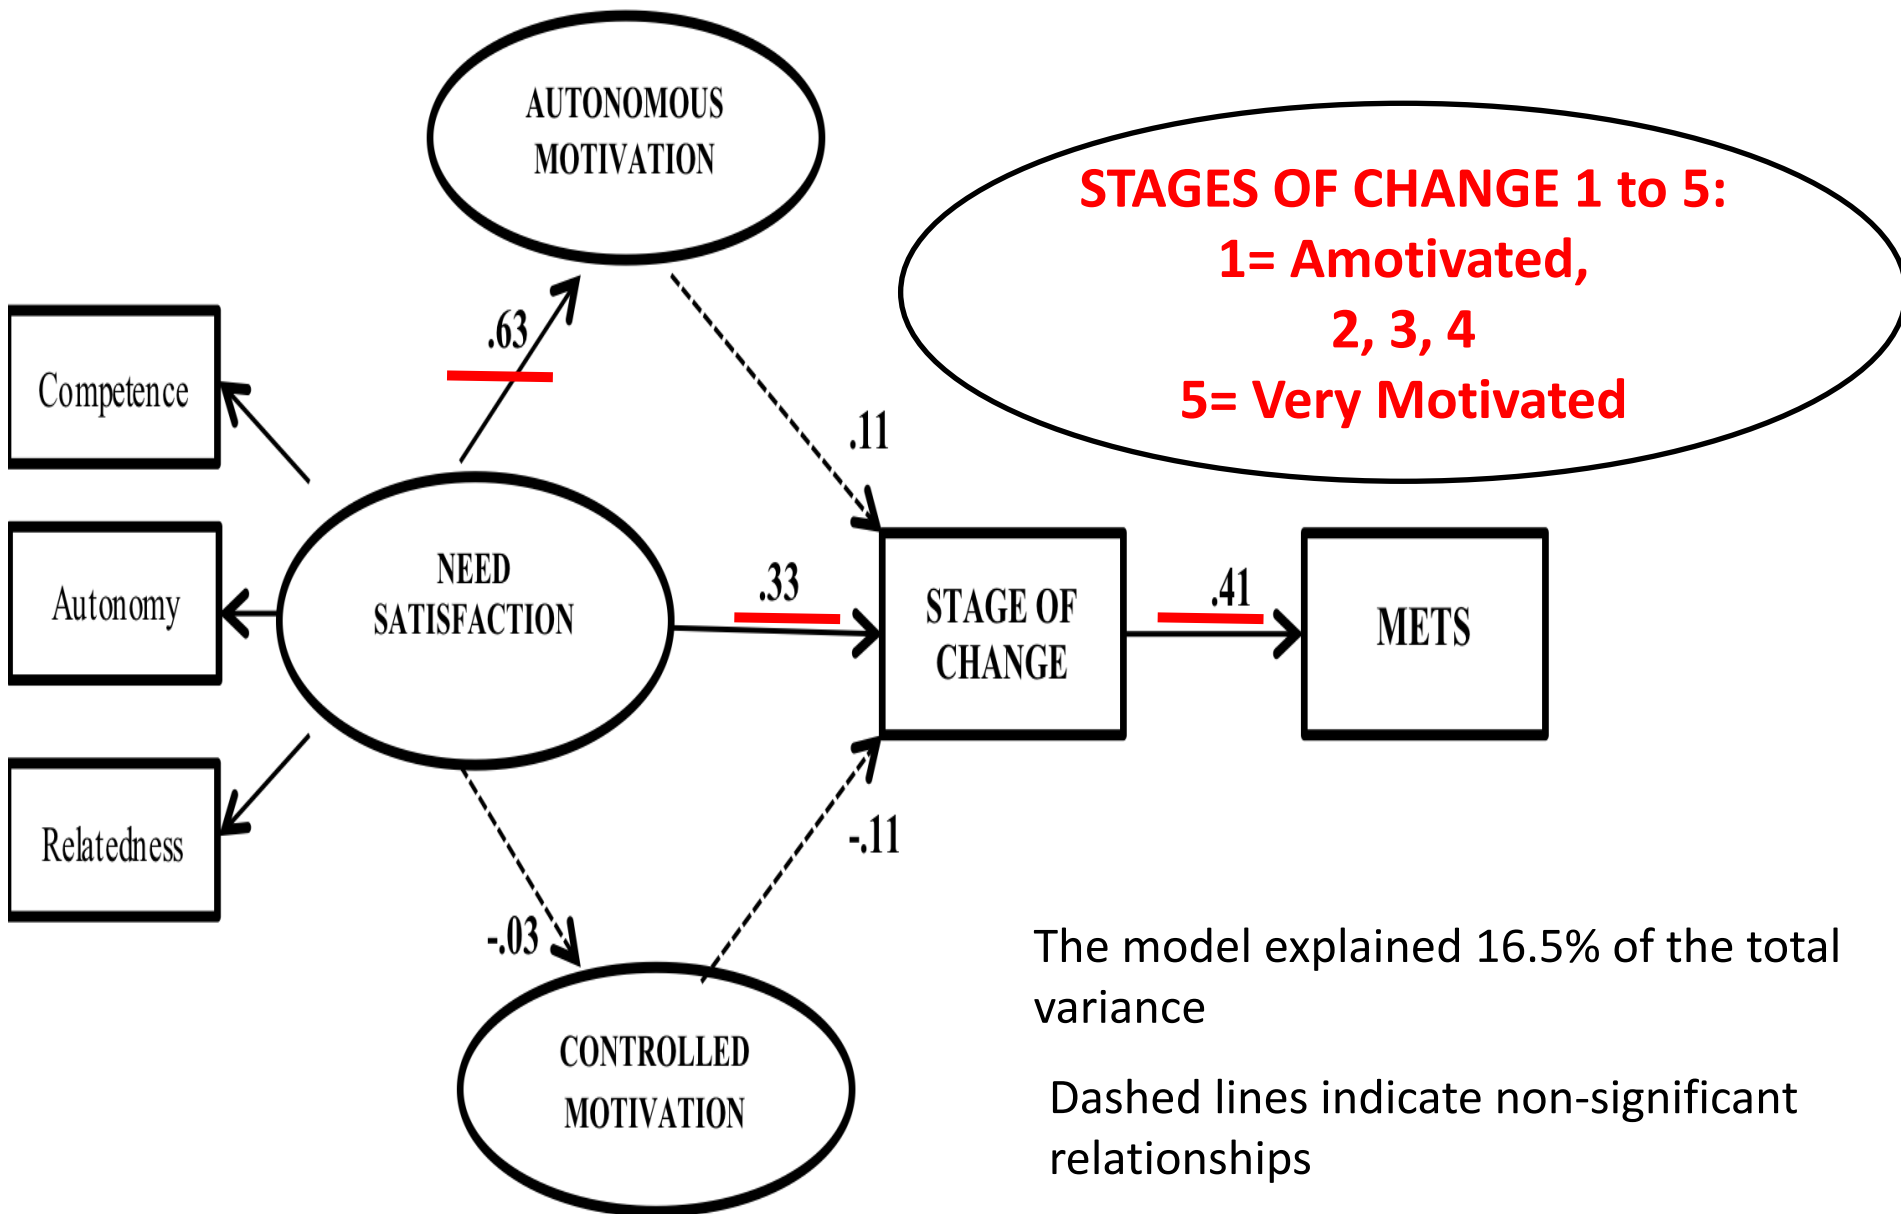 AUTONOMOUS
MOTIVATION
STAGES OF CHANGE 1 to 5:
1= Amotivated,
2, 3, 4
5= Very Motivated
.63
Competence
.11
Autonomy
NEED
SATISFACTION
.33
STAGE OF
CHANGE
.41
METS
Relatedness
-.11
-.03
The model explained 16.5% of the total
variance
CONTROLLED
MOTIVATION
Dashed lines indicate non-significant
relationships